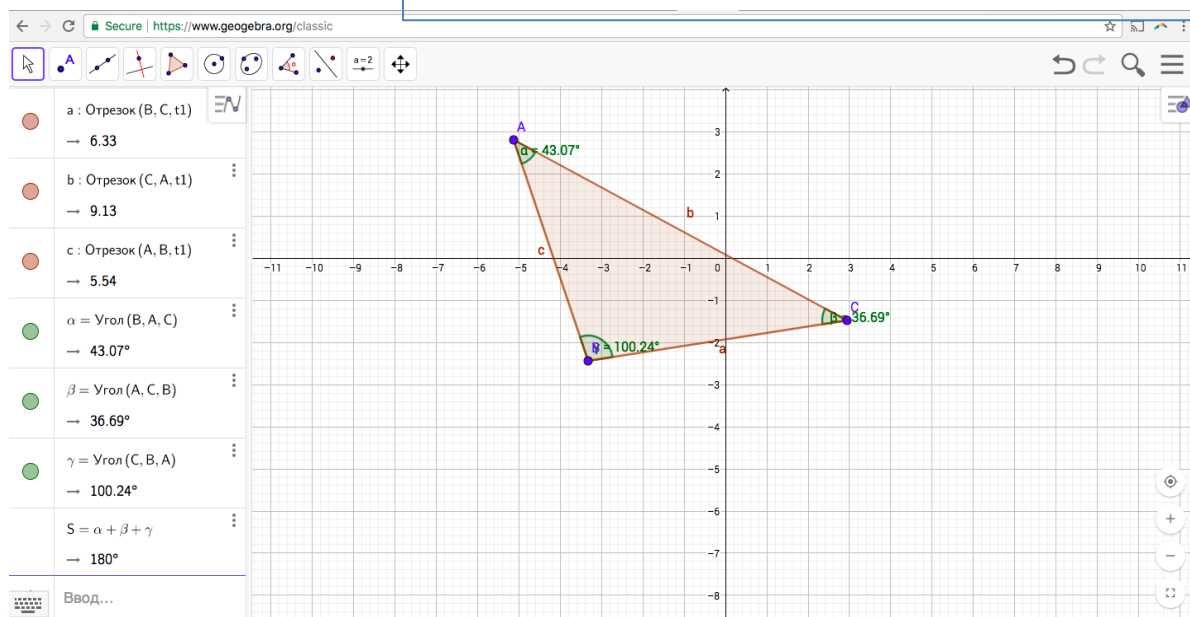 Secure | https://www.geogebra.org/classic
A α a=2
a : Отрезок (B, C, t1)
→ 6.33
b : Отрезок (C, A, t1)
→ 9.13
c : Отрезок (A, B, t1)
→ 5.54
α = Угол (B, A, C)
→ 43.07°
β = Угол (A, C, B)
→ 36.69°
γ = Угол (C, B, A)
→ 100.24°
S = α + β + γ
→ 180°
Ввод...
A
α = 43.07°
b
c
C
β = 36.69°
= 100.24°
a
3
2
1
−11 −10 −9 −8 −7 −6 −5 −4 −3 −2 −1 0 1 2 3 4 5 6 7 8 9 10 11
−1
−2
−3
−4
−5
−6
−7
−8